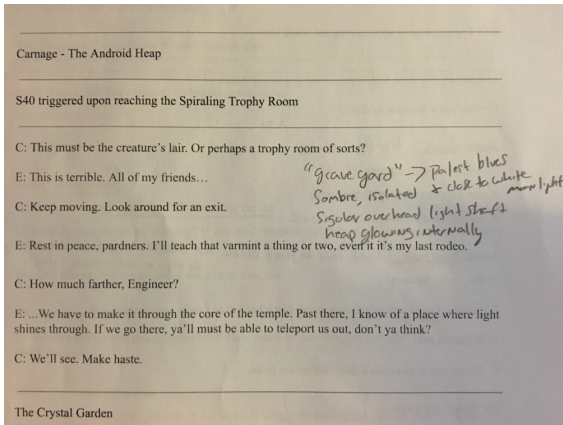 Carnage - The Android Heap
S40 triggered upon reaching the Spiraling Trophy Room
C: This must be the creature's lair. Or perhaps a trophy room of sorts?
E: This is terrible. All of my friends…
C: Keep moving. Look around for an exit.
"grave yard" -> Palest blues
Sombre, isolated & close to white moon light
Sigular overhead light shaft
heap glowing internally
E: Rest in peace, pardners. I'll teach that varmint a thing or two, even it it's my last rodeo.
C: How much farther, Engineer?
E: ...We have to make it through the core of the temple. Past there, I know of a place where light
shines through. If we go there, ya'll must be able to teleport us out, don't ya think?
C: We'll see. Make haste.
The Crystal Garden